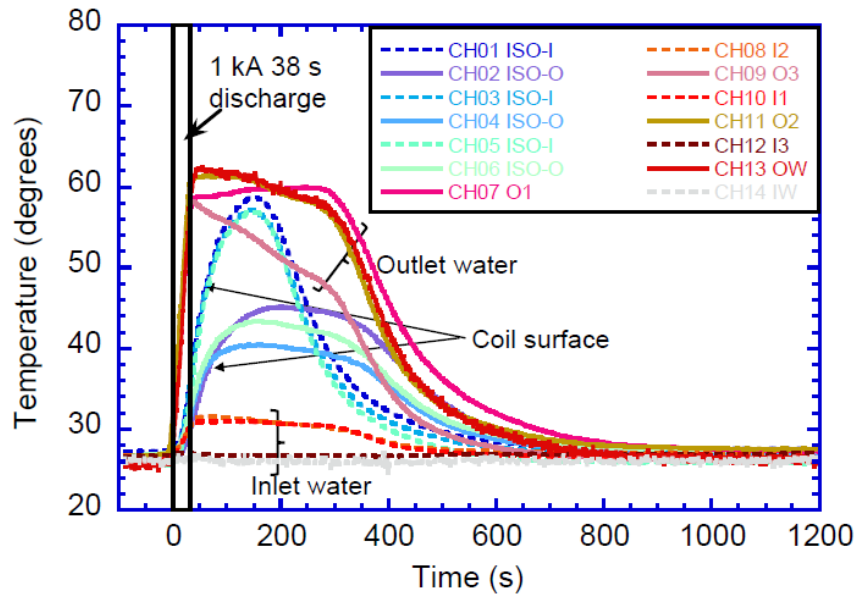 80
70
60
50
40
30
20
Temperature (degrees)
1 kA 38 s
discharge
CH01 ISO-I
CH02 ISO-O
CH03 ISO-I
CH04 ISO-O
CH05 ISO-I
CH06 ISO-O
CH07 O1
CH08 I2
CH09 O3
CH10 I1
CH11 O2
CH12 I3
CH13 OW
CH14 IW
Outlet water
Coil surface
Inlet water
0 200 400 600 800 1000 1200
Time (s)